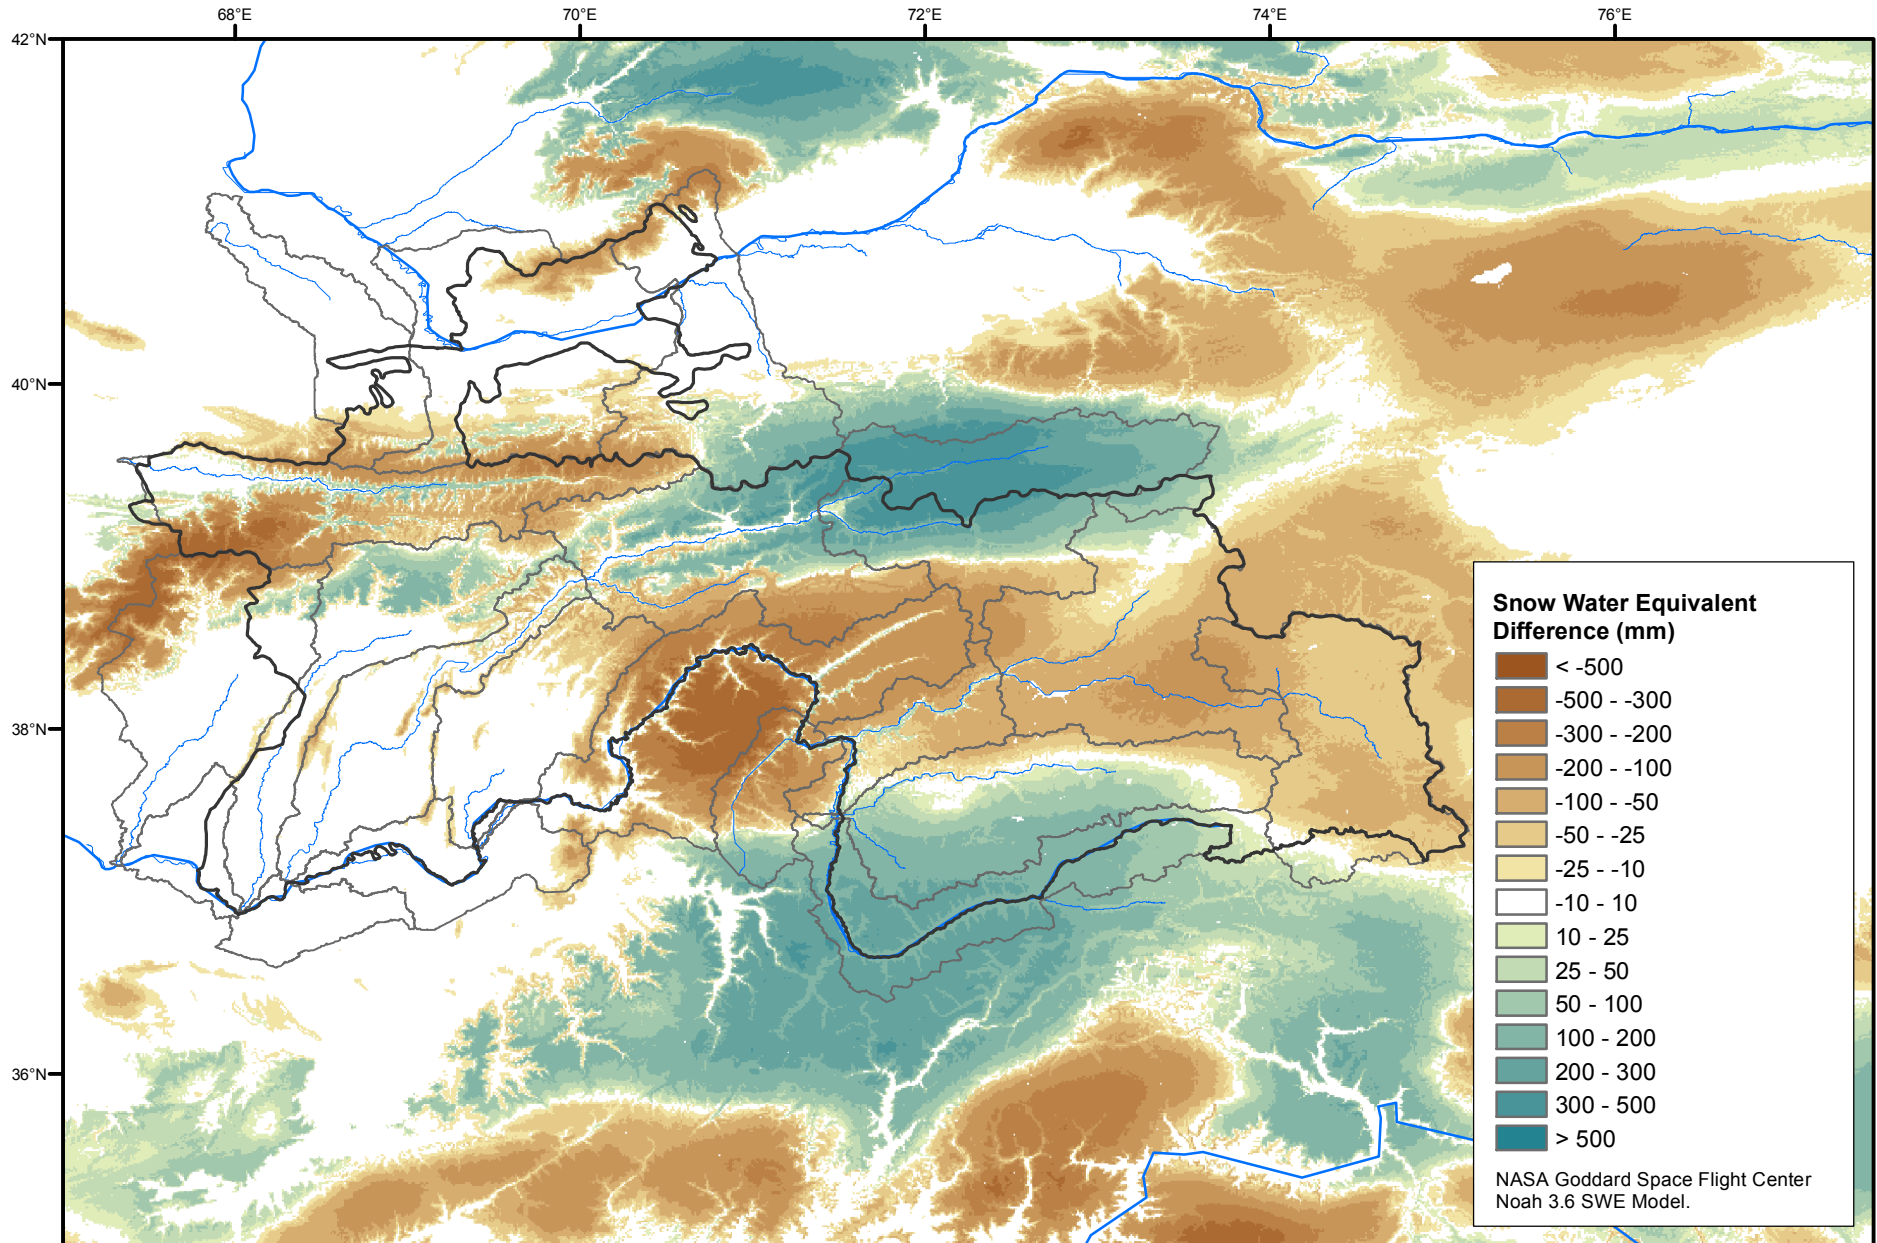 68°E
70°E
72°E
74°E
76°E
42°N
40°N
38°N
36°N
Snow Water Equivalent
Difference (mm)
< -500
-500 - -300
-300 - -200
-200 - -100
-100 - -50
-50 - -25
-25 - -10
-10 - 10
10 - 25
25 - 50
50 - 100
100 - 200
200 - 300
300 - 500
> 500
NASA Goddard Space Flight Center
Noah 3.6 SWE Model.